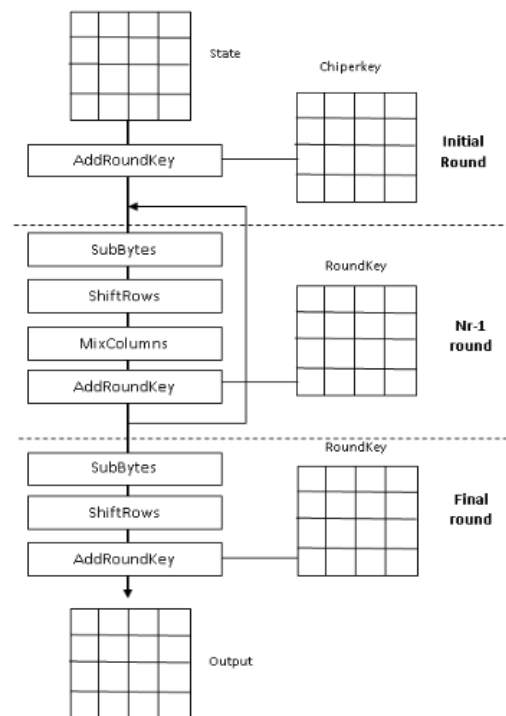 State
Chiperkey
AddRoundKey
Initial
Round
SubBytes
RoundKey
ShiftRows
Nr-1
round
MixColumns
AddRoundKey
RoundKey
SubBytes
Final
round
ShiftRows
AddRoundKey
Output